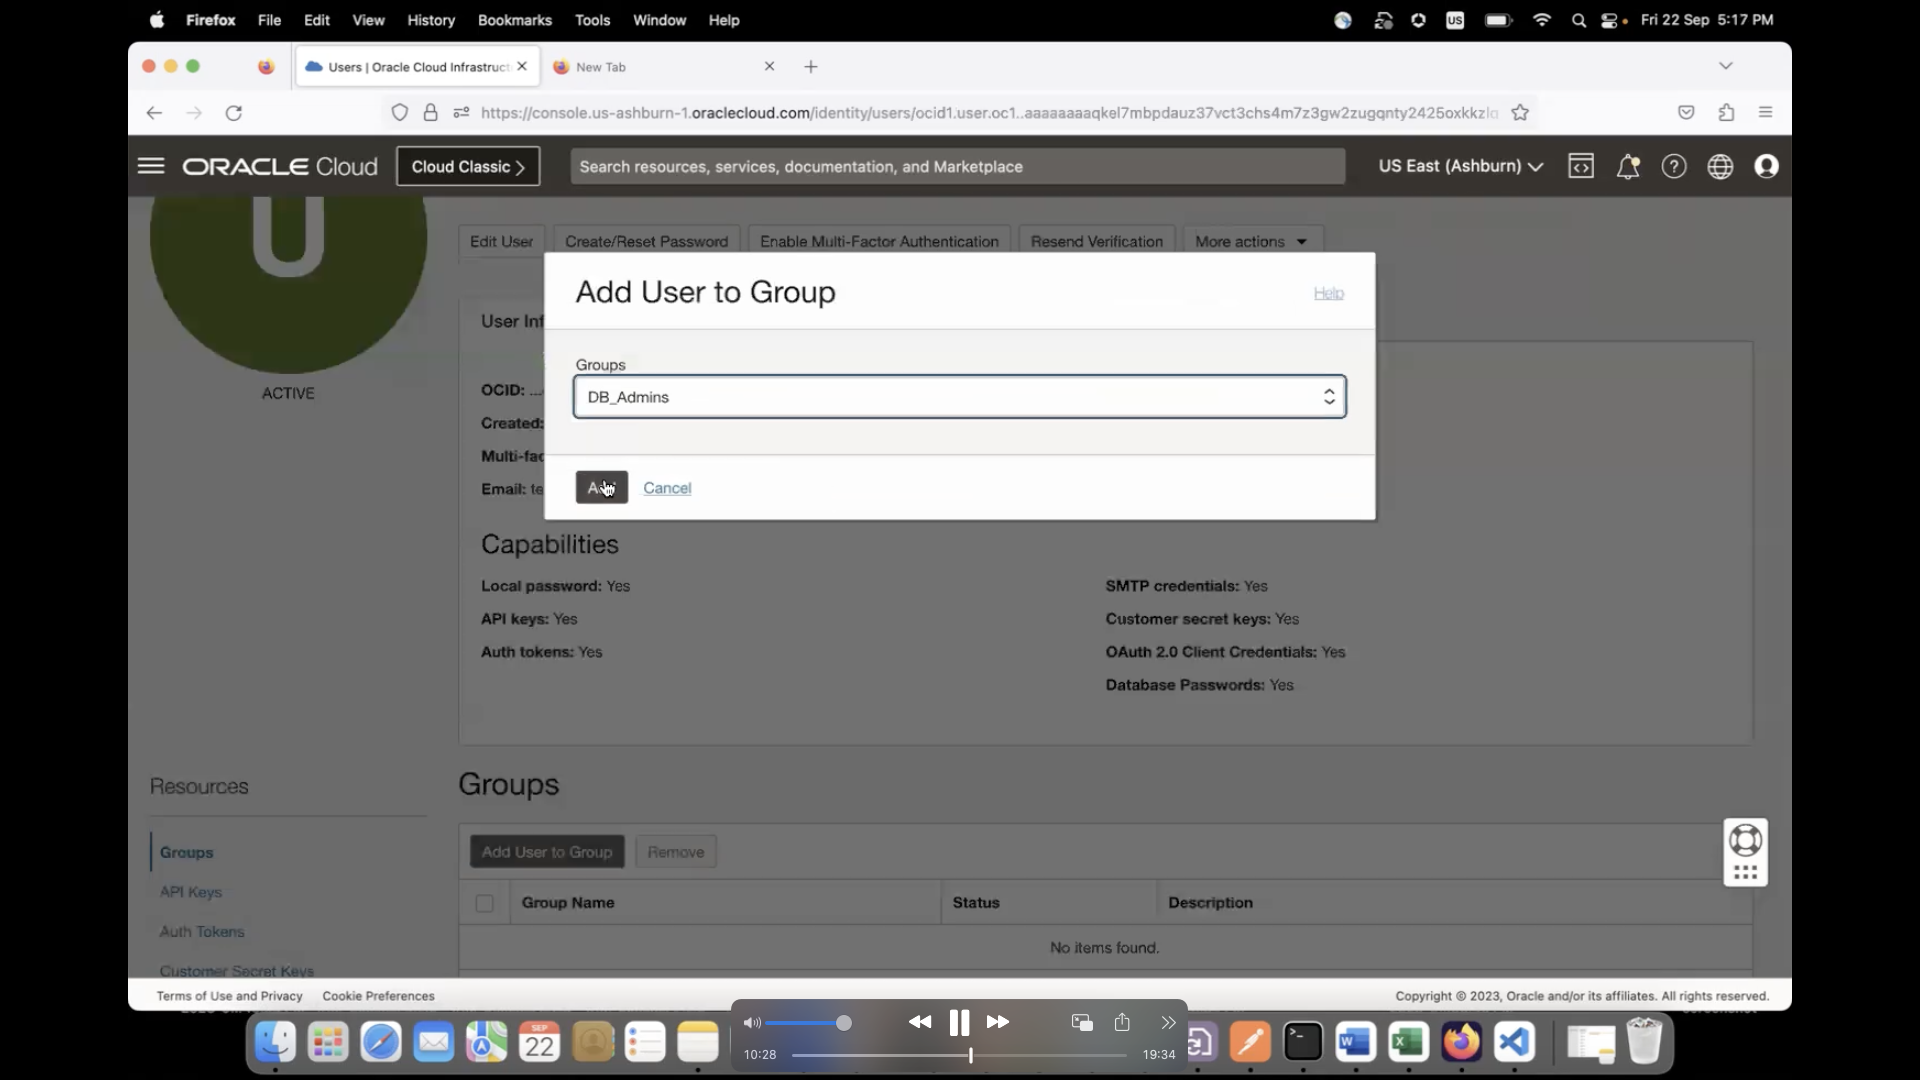 Firefox File Edit View History Bookmarks Tools Window Help
US
Fri 22 Sep 5:17 PM
Users | Oracle Cloud Infrastruct
New Tab
https://console.us-ashburn-1.oraclecloud.com/identity/users/ocid1.user.oc1..aaaaaaaaqkel7mbpdauz37vct3chs4m7z3gw2zugqnty2425oxkkzlq
ORACLE Cloud
Cloud Classic
Search resources, services, documentation, and Marketplace
US East (Ashburn)
U
ACTIVE
Edit User
Create/Reset Password
Enable Multi-Factor Authentication
Resend Verification
More actions
Add User to Group
Help
User Inf
Groups
DB_Admins
OCID: ...
Created:
Multi-fac
Email: te
Cancel
Capabilities
Local password: Yes
SMTP credentials: Yes
API keys: Yes
Customer secret keys: Yes
Auth tokens: Yes
OAuth 2.0 Client Credentials: Yes
Database Passwords: Yes
Resources
Groups
Groups
Add User to Group
Remove
API Keys
Group Name
Status
Description
Auth Tokens
No items found.
Customer Secret Keys
Terms of Use and Privacy
Cookie Preferences
Copyright © 2023, Oracle and/or its affiliates. All rights reserved.
SEP
22
10:28
19:34